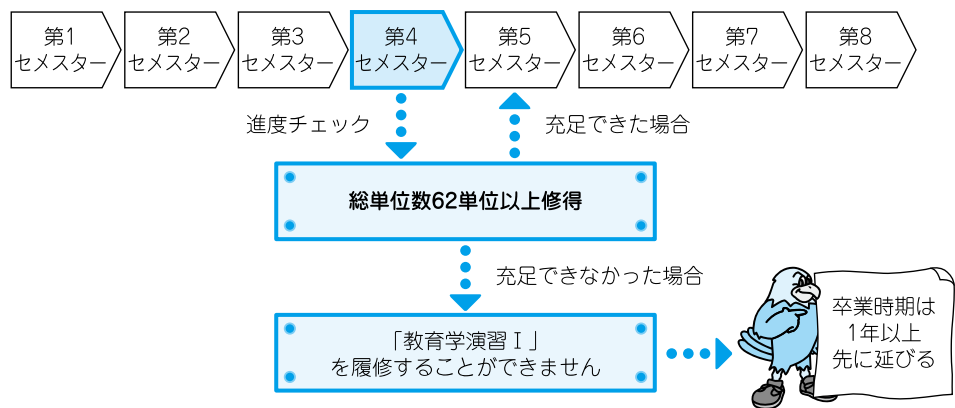 第1
セメスター
第2
セメスター
第3
セメスター
第4
セメスター
第5
セメスター
第6
セメスター
第7
セメスター
第8
セメスター
進度チェック
充足できた場合
総単位数62単位以上修得
充足できなかった場合
「教育学演習Ⅰ」
を履修することができません
卒業時期は
1年以上
先に延びる